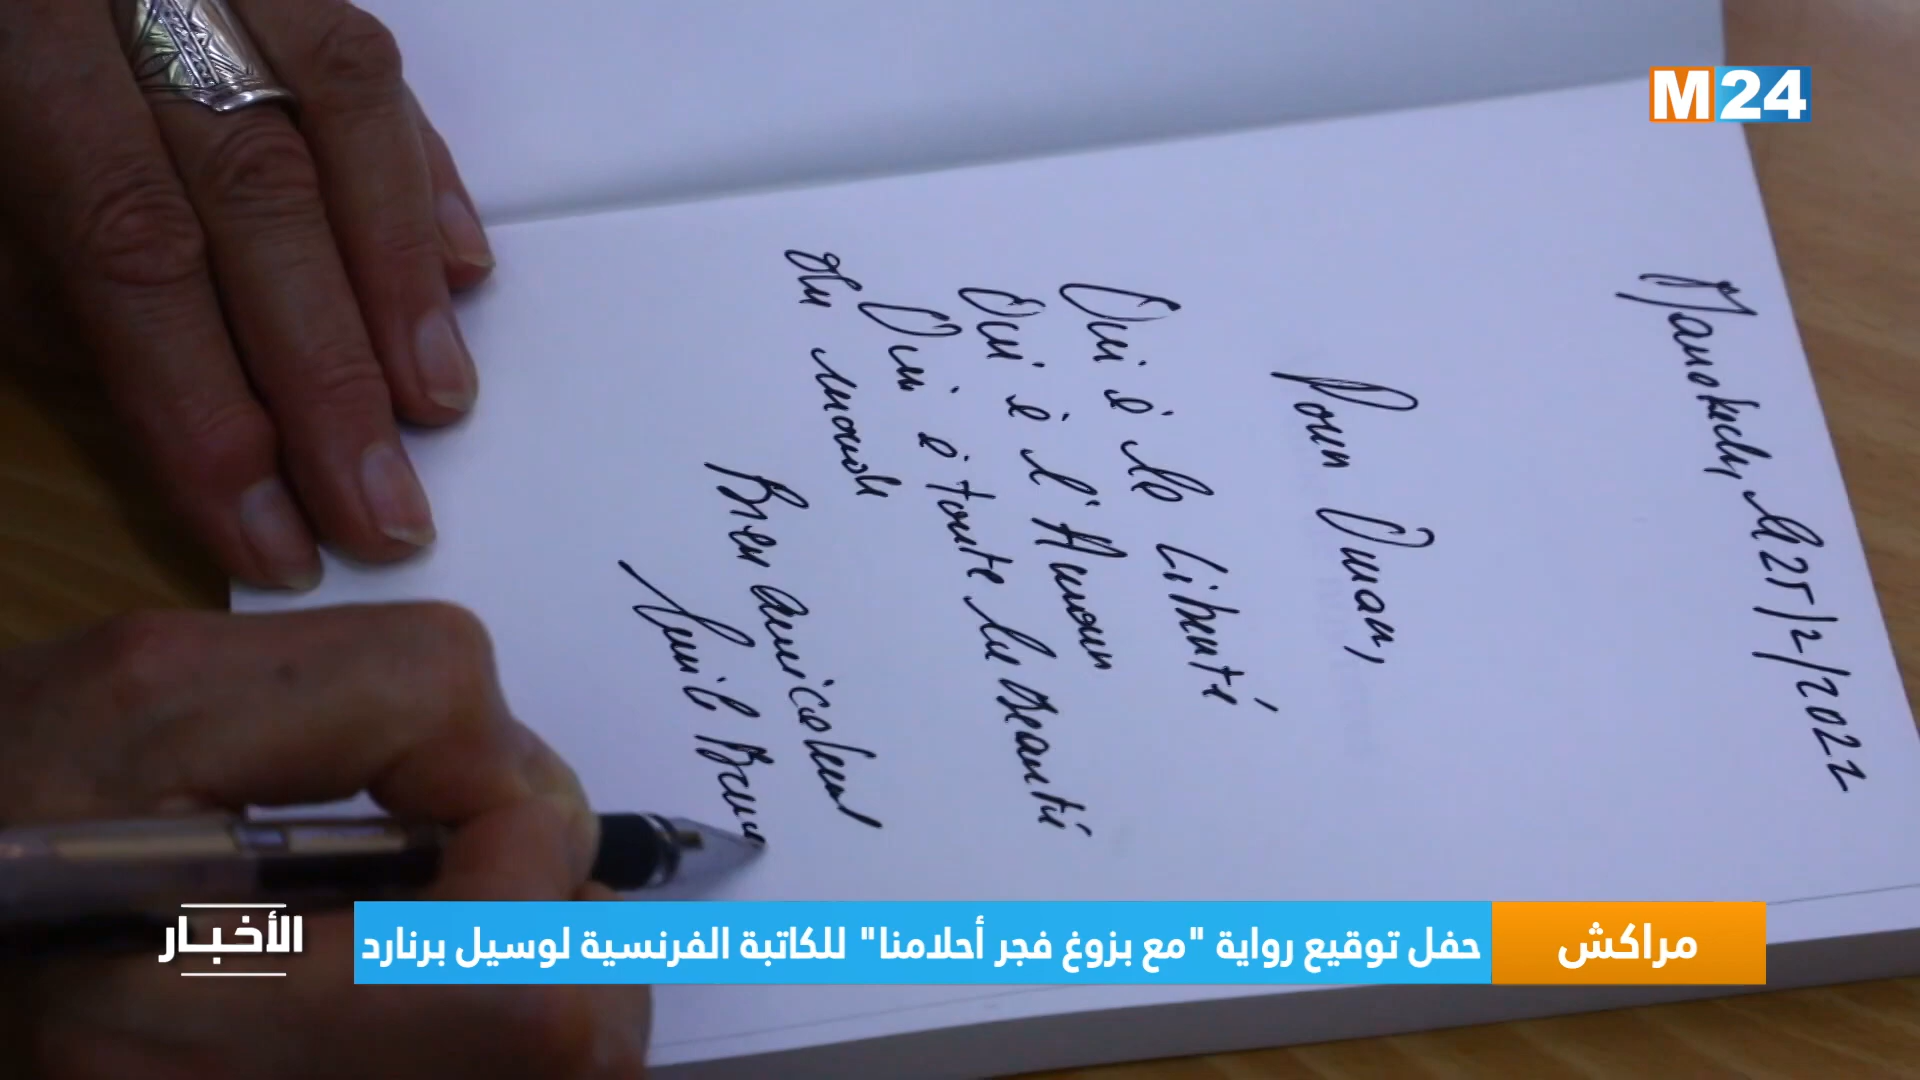 M24
Marrakech, le 25/2/2022
Pour Omar,
Oui à la Liberté
Oui à l'Amour
Oui à toute la Beauté
du monde
Bien amicalement
مراكش
حفل توقيع رواية "مع بزوغ فجر أحلامنا" للكاتبة الفرنسية لوسيل برنارد
الأخبار